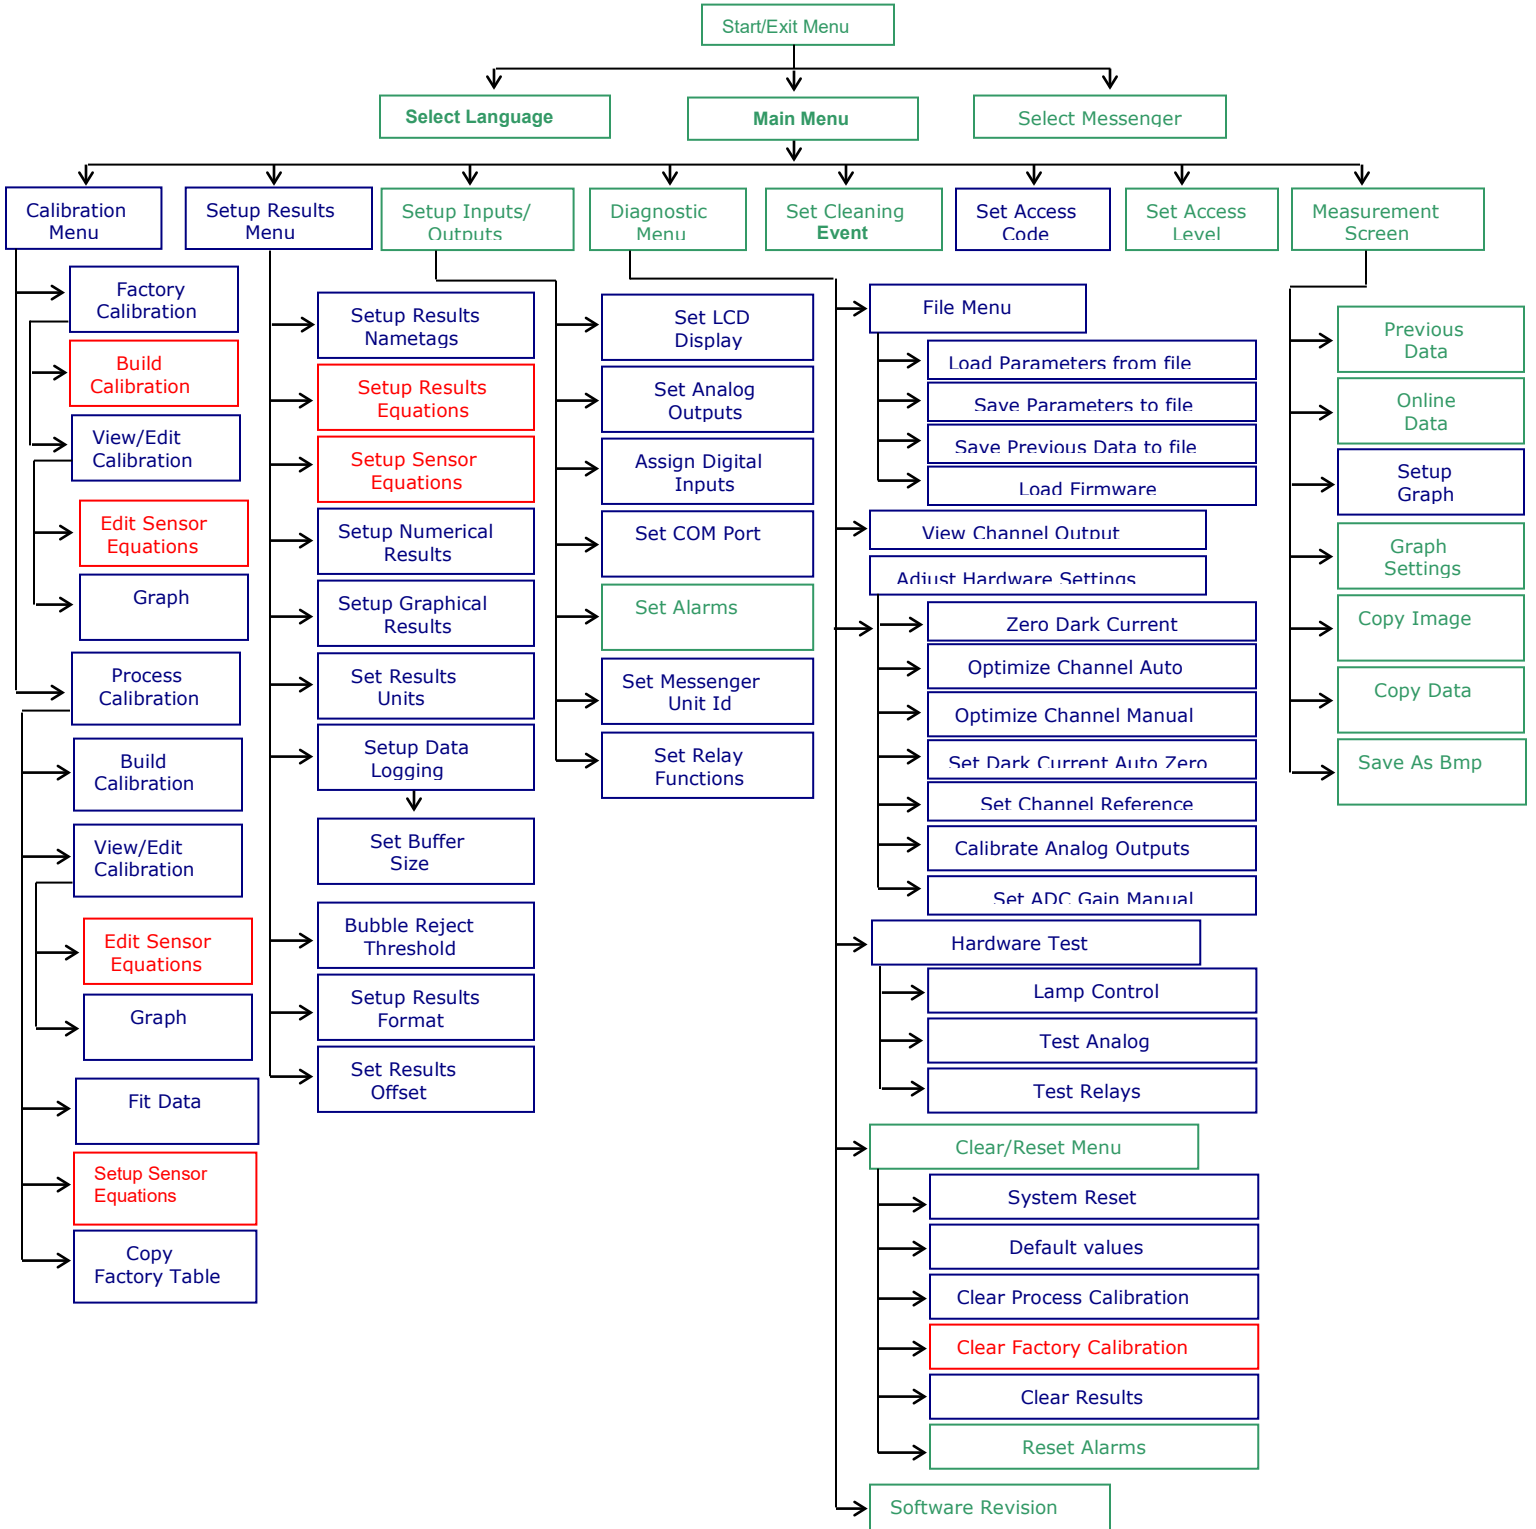 Start/Exit Menu
Select Language
Main Menu
Select Messenger
Calibration
Menu
Setup Results
Menu
Setup Inputs/
Outputs
Diagnostic
Menu
Set Cleaning
Event
Set Access
Code
Set Access
Level
Measurement
Screen
Factory
Calibration
Build
Calibration
View/Edit
Calibration
Edit Sensor
Equations
Graph
Process
Calibration
Build
Calibration
View/Edit
Calibration
Edit Sensor
Equations
Graph
Fit Data
Setup Sensor
Equations
Copy
Factory Table
Setup Results
Nametags
Setup Results
Equations
Setup Sensor
Equations
Setup Numerical
Results
Setup Graphical
Results
Set Results
Units
Setup Data
Logging
Set Buffer
Size
Bubble Reject
Threshold
Setup Results
Format
Set Results
Offset
Set LCD
Display
Set Analog
Outputs
Assign Digital
Inputs
Set COM Port
Set Alarms
Set Messenger
Unit Id
Set Relay
Functions
File Menu
Load Parameters from file
Save Parameters to file
Save Previous Data to file
Load Firmware
View Channel Output
Adjust Hardware Settings
Zero Dark Current
Optimize Channel Auto
Optimize Channel Manual
Set Dark Current Auto Zero
Set Channel Reference
Calibrate Analog Outputs
Set ADC Gain Manual
Hardware Test
Lamp Control
Test Analog
Test Relays
Clear/Reset Menu
System Reset
Default values
Clear Process Calibration
Clear Factory Calibration
Clear Results
Reset Alarms
Software Revision
Previous
Data
Online
Data
Setup
Graph
Graph
Settings
Copy Image
Copy Data
Save As Bmp